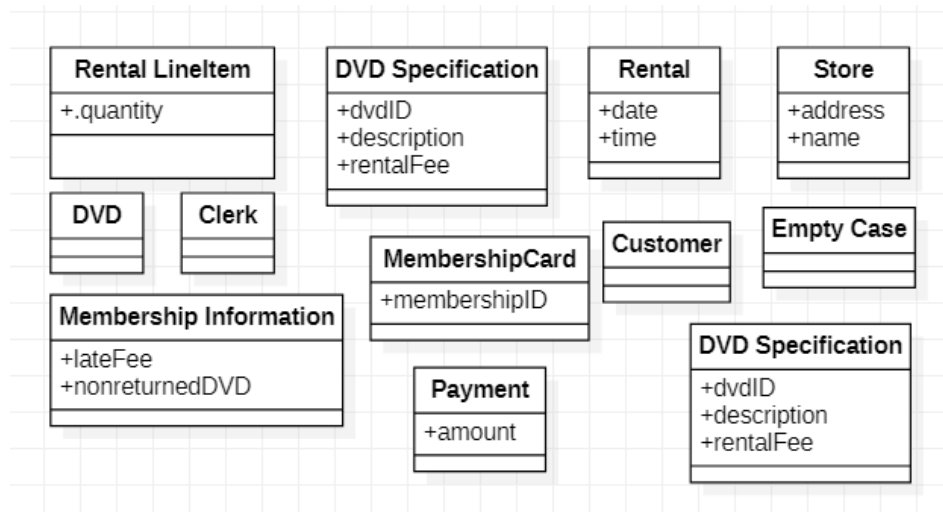 Rental LineItem
+.quantity
DVD Specification
+dvdID
+description
+rentalFee
Rental
+date
+time
Store
+address
+name
DVD
Clerk
MembershipCard
+membershipID
Customer
Empty Case
Membership Information
+lateFee
+nonreturnedDVD
Payment
+amount
DVD Specification
+dvdID
+description
+rentalFee